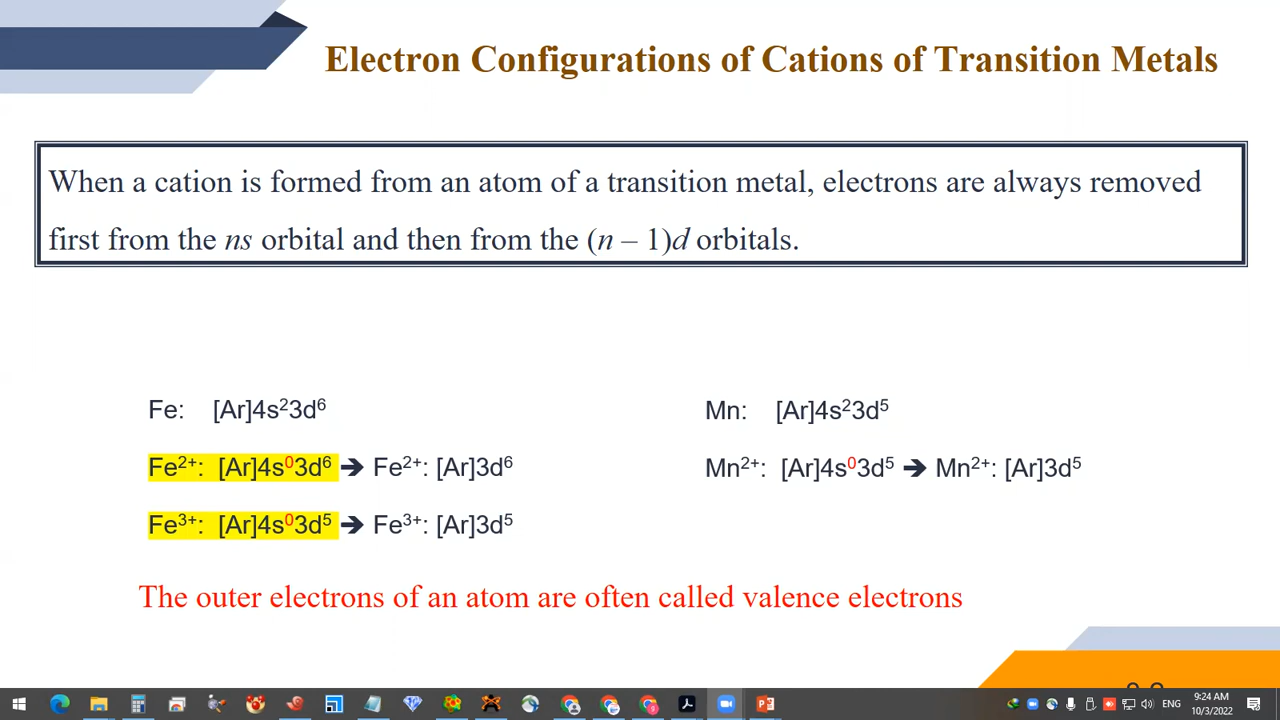 Electron Configurations of Cations of Transition Metals
When a cation is formed from an atom of a transition metal, electrons are always removed
first from the ns orbital and then from the (n – 1)d orbitals.
Fe: [Ar]4s²3d⁶
Fe²⁺: [Ar]4s⁰3d⁶ ➔ Fe²⁺: [Ar]3d⁶
Fe³⁺: [Ar]4s⁰3d⁵ ➔ Fe³⁺: [Ar]3d⁵
Mn: [Ar]4s²3d⁵
Mn²⁺: [Ar]4s⁰3d⁵ ➔ Mn²⁺: [Ar]3d⁵
The outer electrons of an atom are often called valence electrons
ENG
9:24 AM
10/3/2022